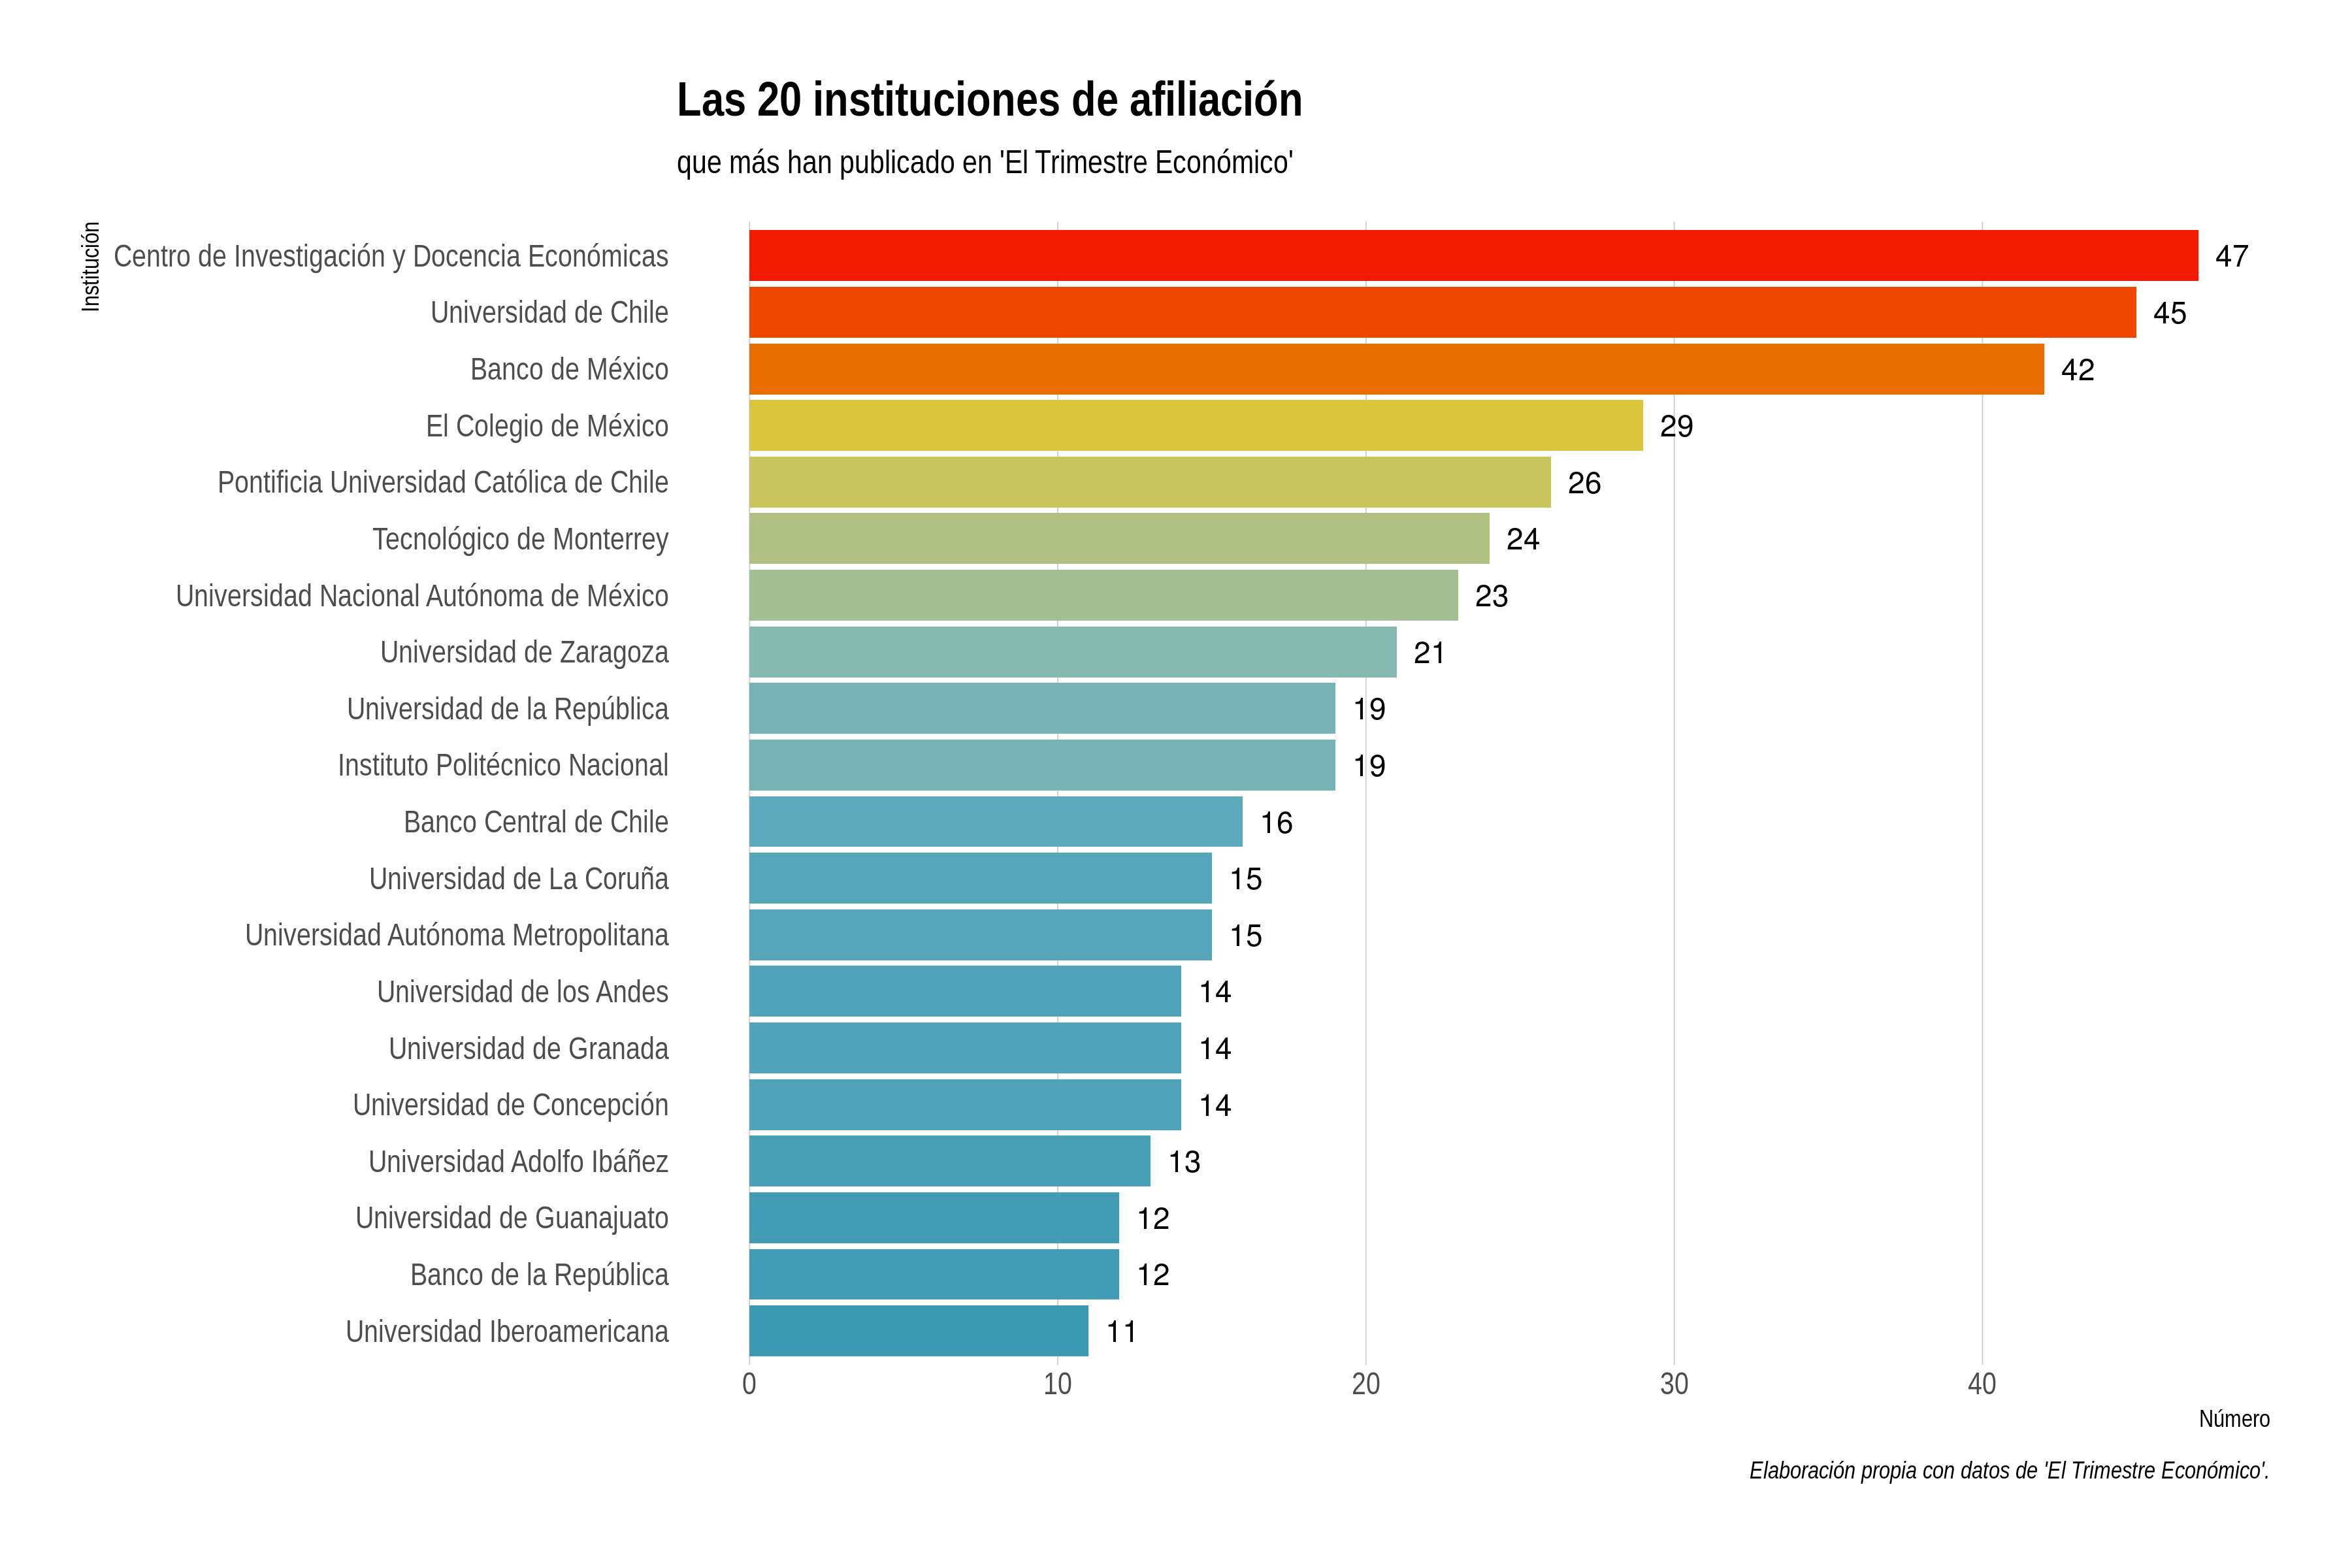 Las 20 instituciones de afiliación
que más han publicado en 'El Trimestre Económico'
Institución
Centro de Investigación y Docencia Económicas 47
Universidad de Chile 45
Banco de México 42
El Colegio de México 29
Pontificia Universidad Católica de Chile 26
Tecnológico de Monterrey 24
Universidad Nacional Autónoma de México 23
Universidad de Zaragoza 21
Universidad de la República 19
Instituto Politécnico Nacional 19
Banco Central de Chile 16
Universidad de La Coruña 15
Universidad Autónoma Metropolitana 15
Universidad de los Andes 14
Universidad de Granada 14
Universidad de Concepción 14
Universidad Adolfo Ibáñez 13
Universidad de Guanajuato 12
Banco de la República 12
Universidad Iberoamericana 11
0 10 20 30 40
Número
Elaboración propia con datos de 'El Trimestre Económico'.